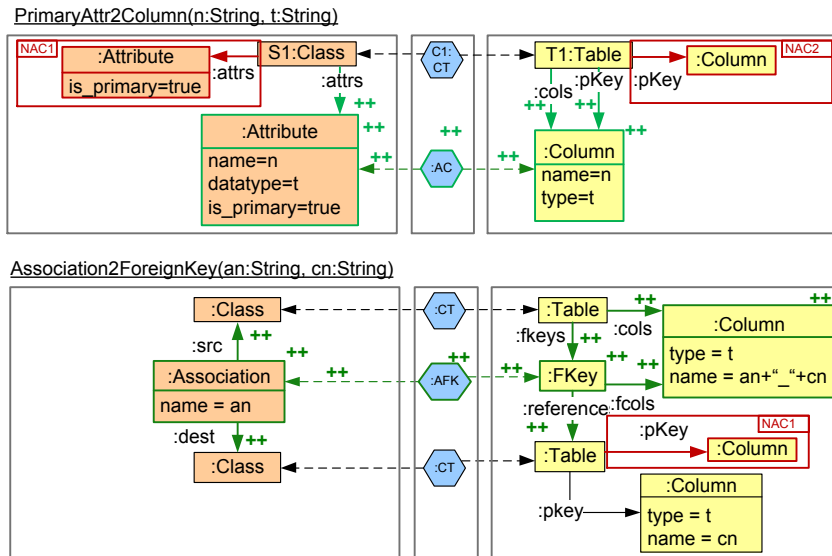 PrimaryAttr2Column(n:String, t:String)
NAC1
:Attribute
is_primary=true
:attrs
S1:Class
:attrs
++
++
:Attribute
name=n
datatype=t
is_primary=true
++
C1:
CT
++
:AC
++
T1:Table
:pKey
:Column
NAC2
:cols
:pKey
++
++
++
:Column
name=n
type=t
Association2ForeignKey(an:String, cn:String)
:Class
:src
++
++
:Association
name = an
++
:dest
++
:Class
:CT
++
:AFK
++
:CT
:Table
++
:cols
++
:fkeys
++
++
:Column
type = t
name = an+“_“+cn
:FKey
++
:fcols
:reference
++
:Table
NAC1
:pKey
:Column
:pkey
:Column
type = t
name = cn